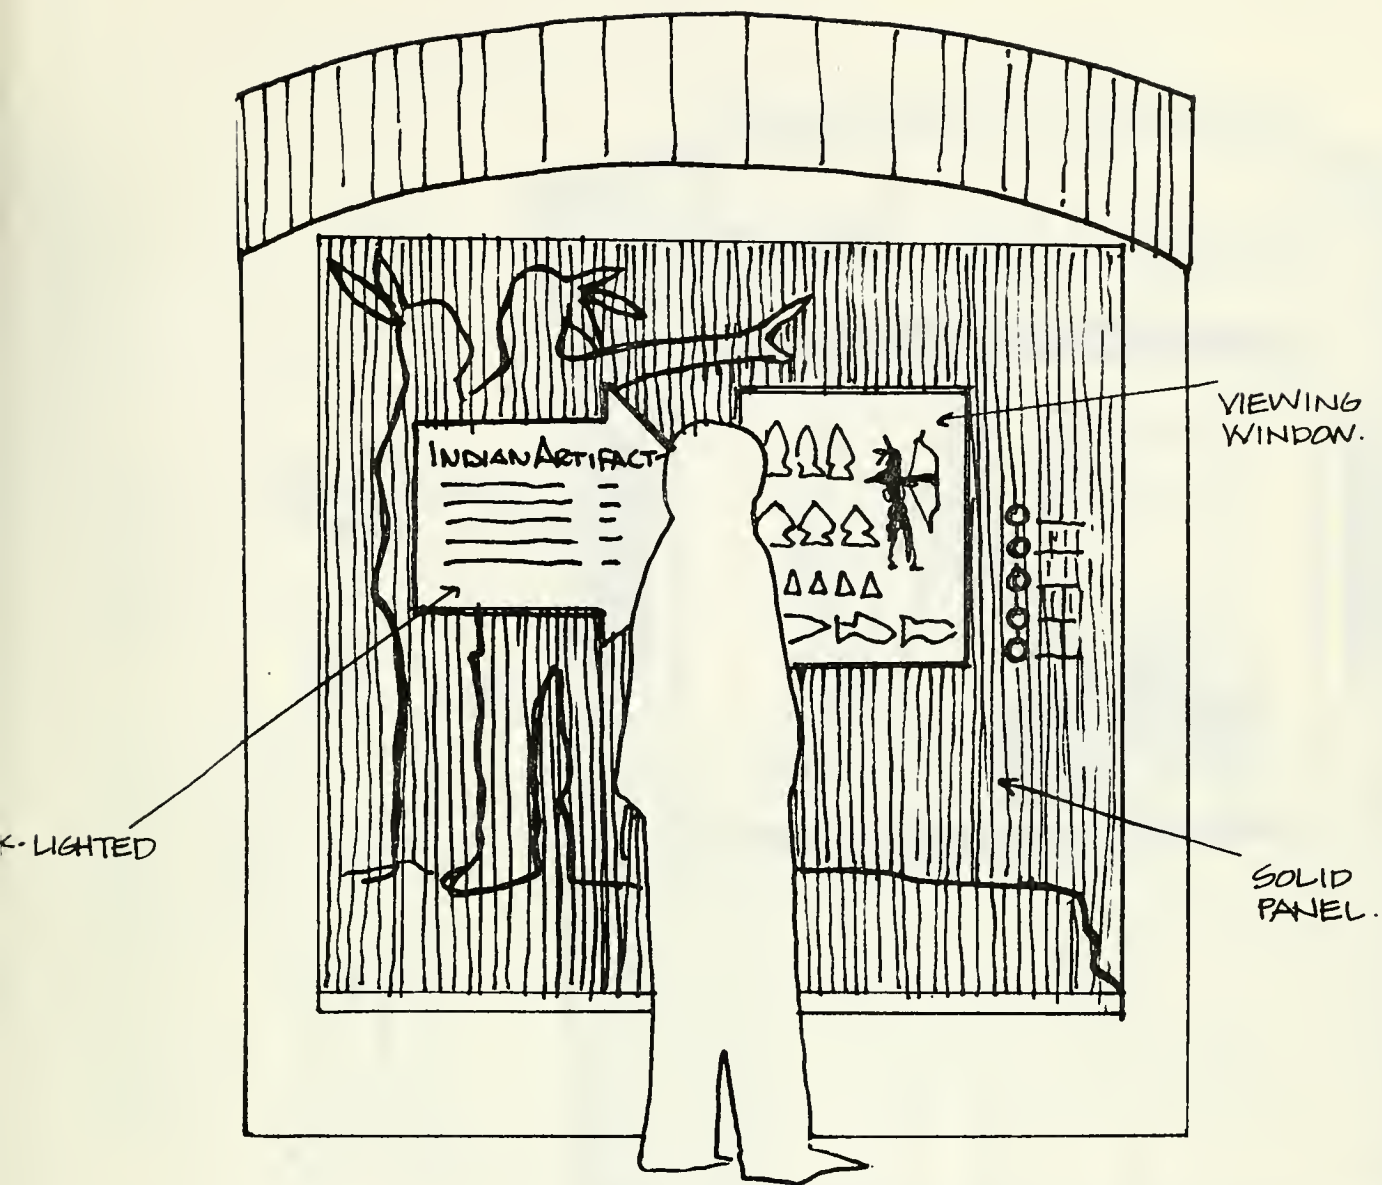 INDIAN ARTIFACT
VIEWING
WINDOW.
K. LIGHTED
SOLID
PANEL.